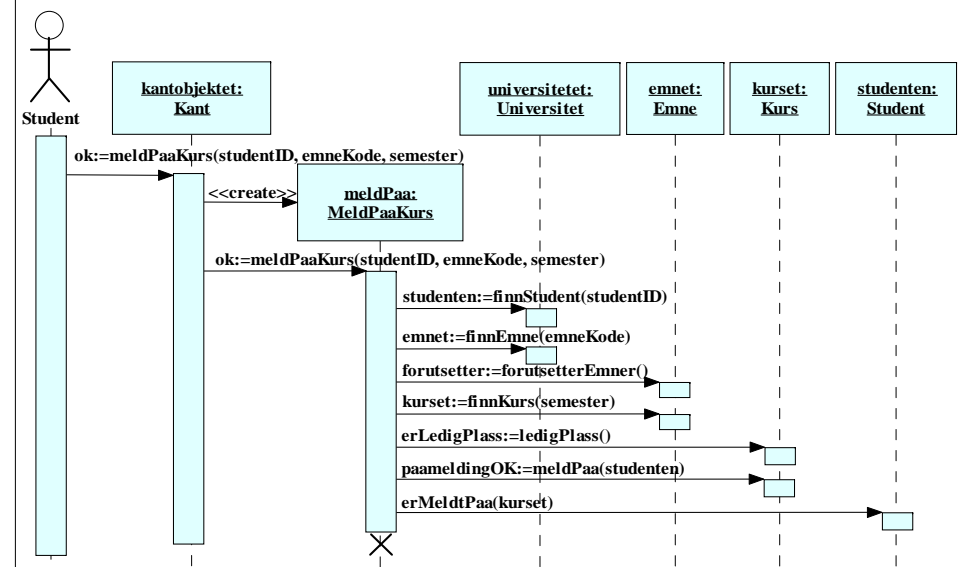 kantobjektet:
Kant
universitetet:
Universitet
emnet:
Emne
kurset:
Kurs
studenten:
Student
Student
ok:=meldPaaKurs(studentID, emneKode, semester)
<<create>>
meldPaa:
MeldPaaKurs
ok:=meldPaaKurs(studentID, emneKode, semester)
studenten:=finnStudent(studentID)
emnet:=finnEmne(emneKode)
forutsetter:=forutsetterEmner()
kurset:=finnKurs(semester)
erLedigPlass:=ledigPlass()
paameldingOK:=meldPaa(studenten)
erMeldtPaa(kurset)